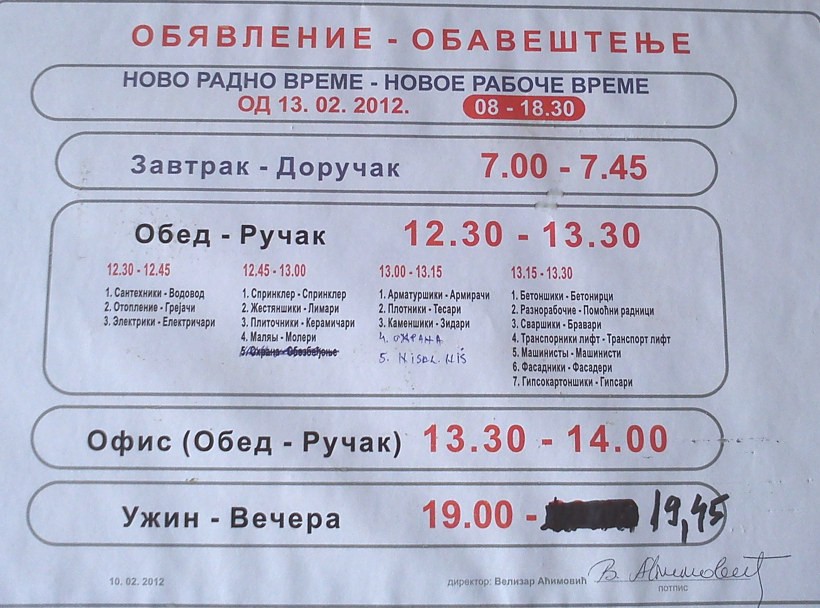 ОБЯВЛЕНИЕ - ОБАВЕШТЕЊЕ
НОВО РАДНО ВРЕМЕ - НОВОЕ РАБОЧЕ ВРЕМЕ
ОД 13. 02. 2012. 08 - 18.30
Завтрак - Доручак 7.00 - 7.45
Обед - Ручак 12.30 - 13.30
12.30 - 12.45
1. Сантехники - Водовод
2. Отопление - Грејачи
3. Электрики - Електричари
12.45 - 13.00
1. Спринклер - Спринклер
2. Жестянщики - Лимари
3. Плиточники - Керамичари
4. Маляы - Молери
5. Охрана - Обезбеђење
13.00 - 13.15
1. Арматурщики - Армирачи
2. Плотники - Тесари
3. Каменщики - Зидари
4. ОХРАНА
5. NISAL. NIŠ
13.15 - 13.30
1. Бетонщики - Бетонирци
2. Разнорабочие - Помоћни радници
3. Сварщики - Бравари
4. Транспорники лифт - Транспорт лифт
5. Машинисты - Машинисти
6. Фасадники - Фасадери
7. Гипсокартонщики - Гипсари
Офис (Обед - Ручак) 13.30 - 14.00
Ужин - Вечера 19.00 - 19,45
10. 02. 2012
директор: Велизар Аћимовић
В. Аћимовић
потпис